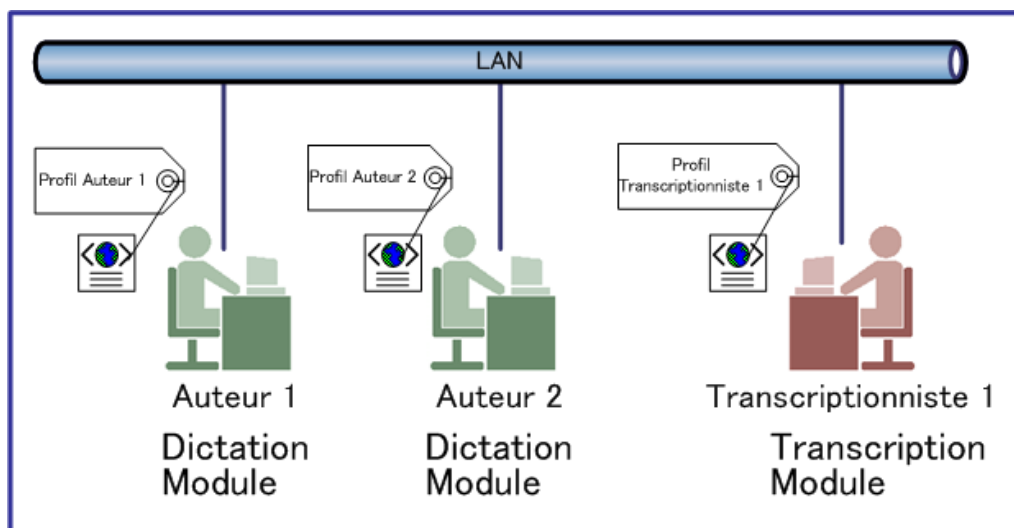 LAN
Profil Auteur 1
Profil Auteur 2
Profil
Transcriptionniste 1
Auteur 1
Auteur 2
Transcriptionniste 1
Dictation
Module
Dictation
Module
Transcription
Module